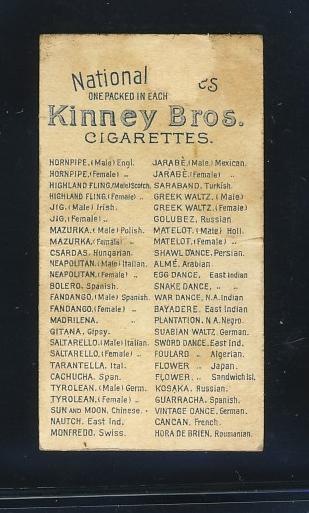 National es
ONE PACKED IN EACH
Kinney Bros.
CIGARETTES.
HORNPIPE, (Male) Engl.
HORNPIPE, (Female) „
HIGHLAND FLING, (Male) Scotch.
HIGHLAND FLING, (Female) „
JIG, (Male) Irish.
JIG, (Female) „
MAZURKA, (Male) Polish.
MAZURKA, (Female) „
CSARDAS, Hungarian.
NEAPOLITAN, (Male) Italian.
NEAPOLITAN, (Female) „
BOLERO, Spanish.
FANDANGO, (Male) Spanish.
FANDANGO, (Female) „
MADRILENA, „
GITANA, Gipsy.
SALTARELLO, (Male) Italian.
SALTARELLO, (Female) „
TARANTELLA, Ital.
CACHUCHA, Span.
TYROLEAN, (Male) Germ.
TYROLEAN, (Female) „
SUN AND MOON, Chinese.
NAUTCH, East Ind.
MONFREDO, Swiss.
JARABÈ, (Male) Mexican.
JARABÈ, (Female) „
SARABAND, Turkish.
GREEK WALTZ, (Male)
GREEK WALTZ, (Female)
GOLUBEZ, Russian
MATELOT, (Male) Holl.
MATELOT, (Female) „
SHAWL DANCE, Persian.
ALMÉ, Arabian.
EGG DANCE, East Indian
SNAKE DANCE, „ „
WAR DANCE, N.A. Indian
BAYADERE, East Indian
PLANTATION, N.A. Negro.
SUABIAN WALTZ, German.
SWORD DANCE, East Ind.
FOULARD „ Algerian.
FLOWER „ Japan.
FLOWER, „ Sandwich Isl.
KOSAKA, Russian.
GUARRACHA, Spanish.
VINTAGE DANCE, German.
CANCAN, French.
HORA DE BRIEN, Roumanian.